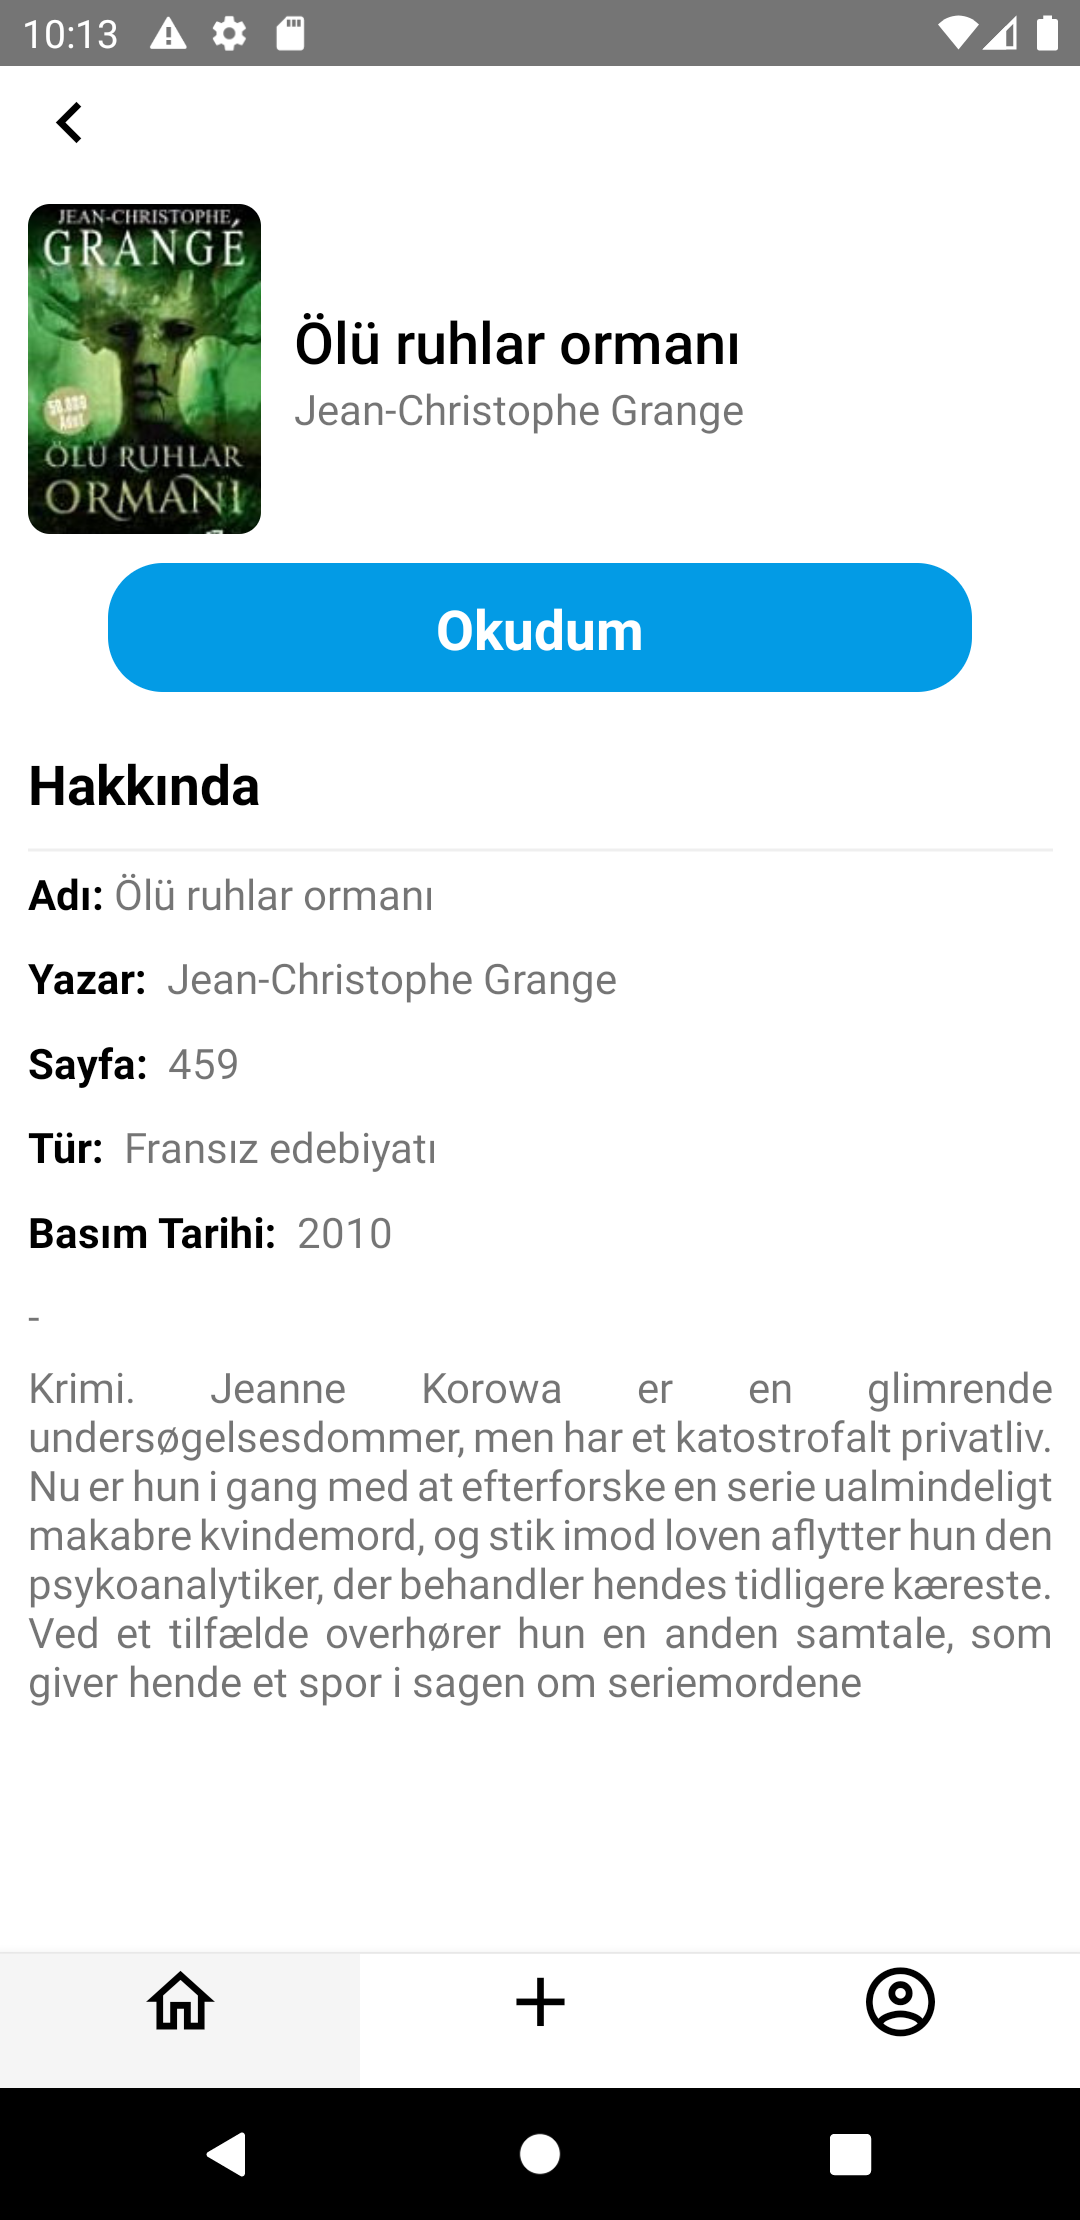 10:13
JEAN-CHRISTOPHE
GRANGÉ
50.000
Adet
ÖLÜ RUHLAR
ORMANI
Ölü ruhlar ormanı
Jean-Christophe Grange
Okudum
Hakkında
Adı: Ölü ruhlar ormanı
Yazar: Jean-Christophe Grange
Sayfa: 459
Tür: Fransız edebiyatı
Basım Tarihi: 2010
-
Krimi. Jeanne Korowa er en glimrende
undersøgelsesdommer, men har et katostrofalt privatliv.
Nu er hun i gang med at efterforske en serie ualmindeligt
makabre kvindemord, og stik imod loven aflytter hun den
psykoanalytiker, der behandler hendes tidligere kæreste.
Ved et tilfælde overhører hun en anden samtale, som
giver hende et spor i sagen om seriemordene